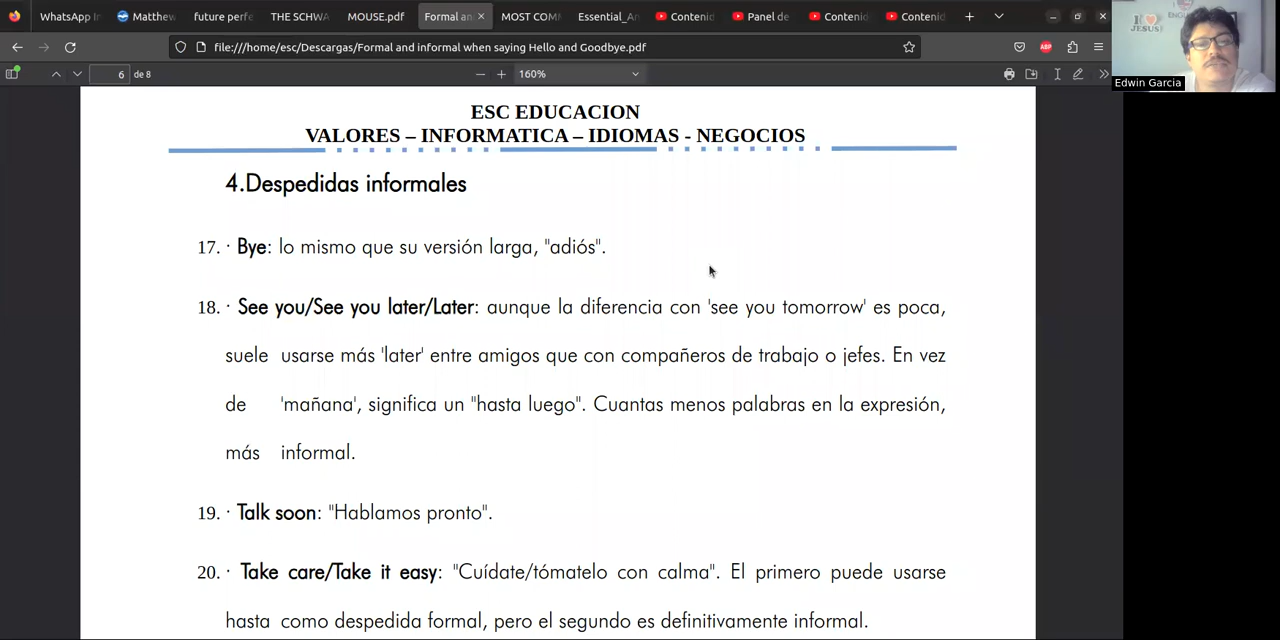 WhatsApp
Matthew
future perfe
THE SCHWA
MOUSE.pdf
Formal an
MOST COM
Essential_An
Contenid
Panel de
Contenid
Contenid
file:///home/esc/Descargas/Formal and informal when saying Hello and Goodbye.pdf
ABP
6 de 8
160%
I JESUS!
Edwin Garcia
ESC EDUCACION
VALORES – INFORMATICA – IDIOMAS - NEGOCIOS
4.Despedidas informales
17. · Bye: lo mismo que su versión larga, "adiós".
18. · See you/See you later/Later: aunque la diferencia con 'see you tomorrow' es poca,
suele usarse más 'later' entre amigos que con compañeros de trabajo o jefes. En vez
de 'mañana', significa un "hasta luego". Cuantas menos palabras en la expresión,
más informal.
19. · Talk soon: "Hablamos pronto".
20. · Take care/Take it easy: "Cuídate/tómatelo con calma". El primero puede usarse
hasta como despedida formal, pero el segundo es definitivamente informal.